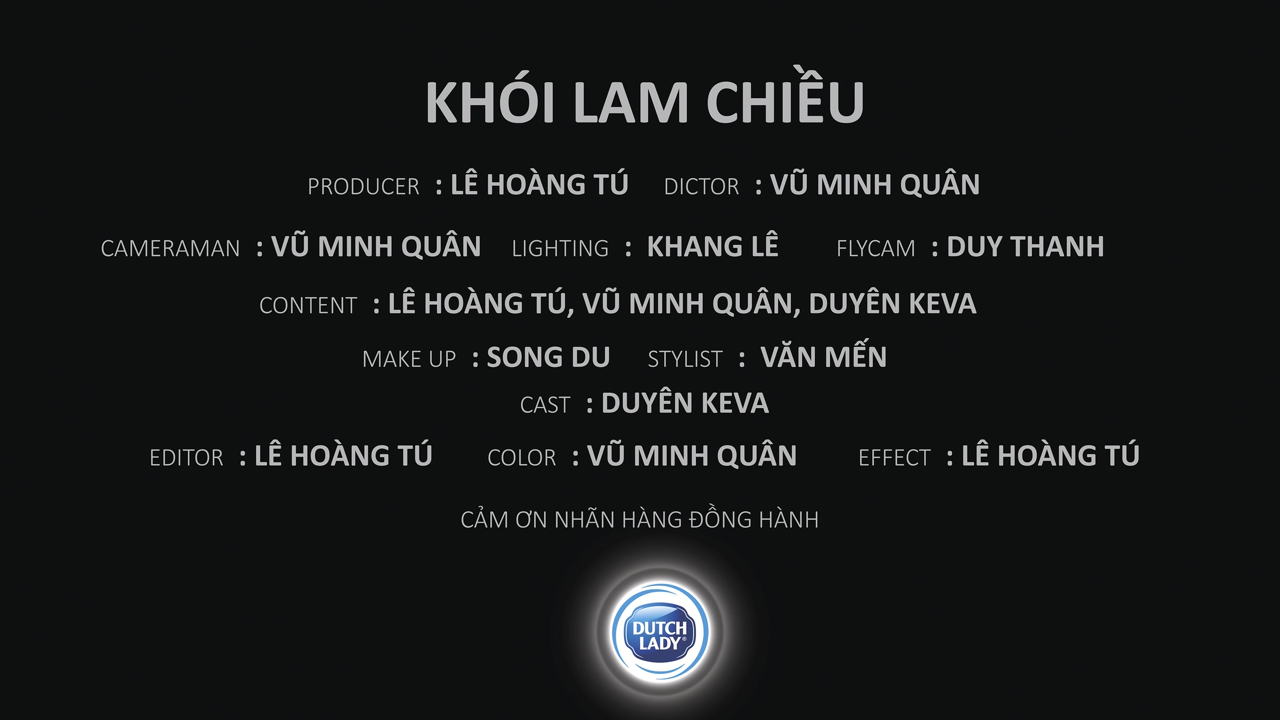 KHÓI LAM CHIỀU
PRODUCER : LÊ HOÀNG TÚ DICTOR : VŨ MINH QUÂN
CAMERAMAN : VŨ MINH QUÂN LIGHTING : KHANG LÊ FLYCAM : DUY THANH
CONTENT : LÊ HOÀNG TÚ, VŨ MINH QUÂN, DUYÊN KEVA
MAKE UP : SONG DU STYLIST : VĂN MẾN
CAST : DUYÊN KEVA
EDITOR : LÊ HOÀNG TÚ COLOR : VŨ MINH QUÂN EFFECT : LÊ HOÀNG TÚ
CẢM ƠN NHÃN HÀNG ĐỒNG HÀNH
DUTCH
LADY®